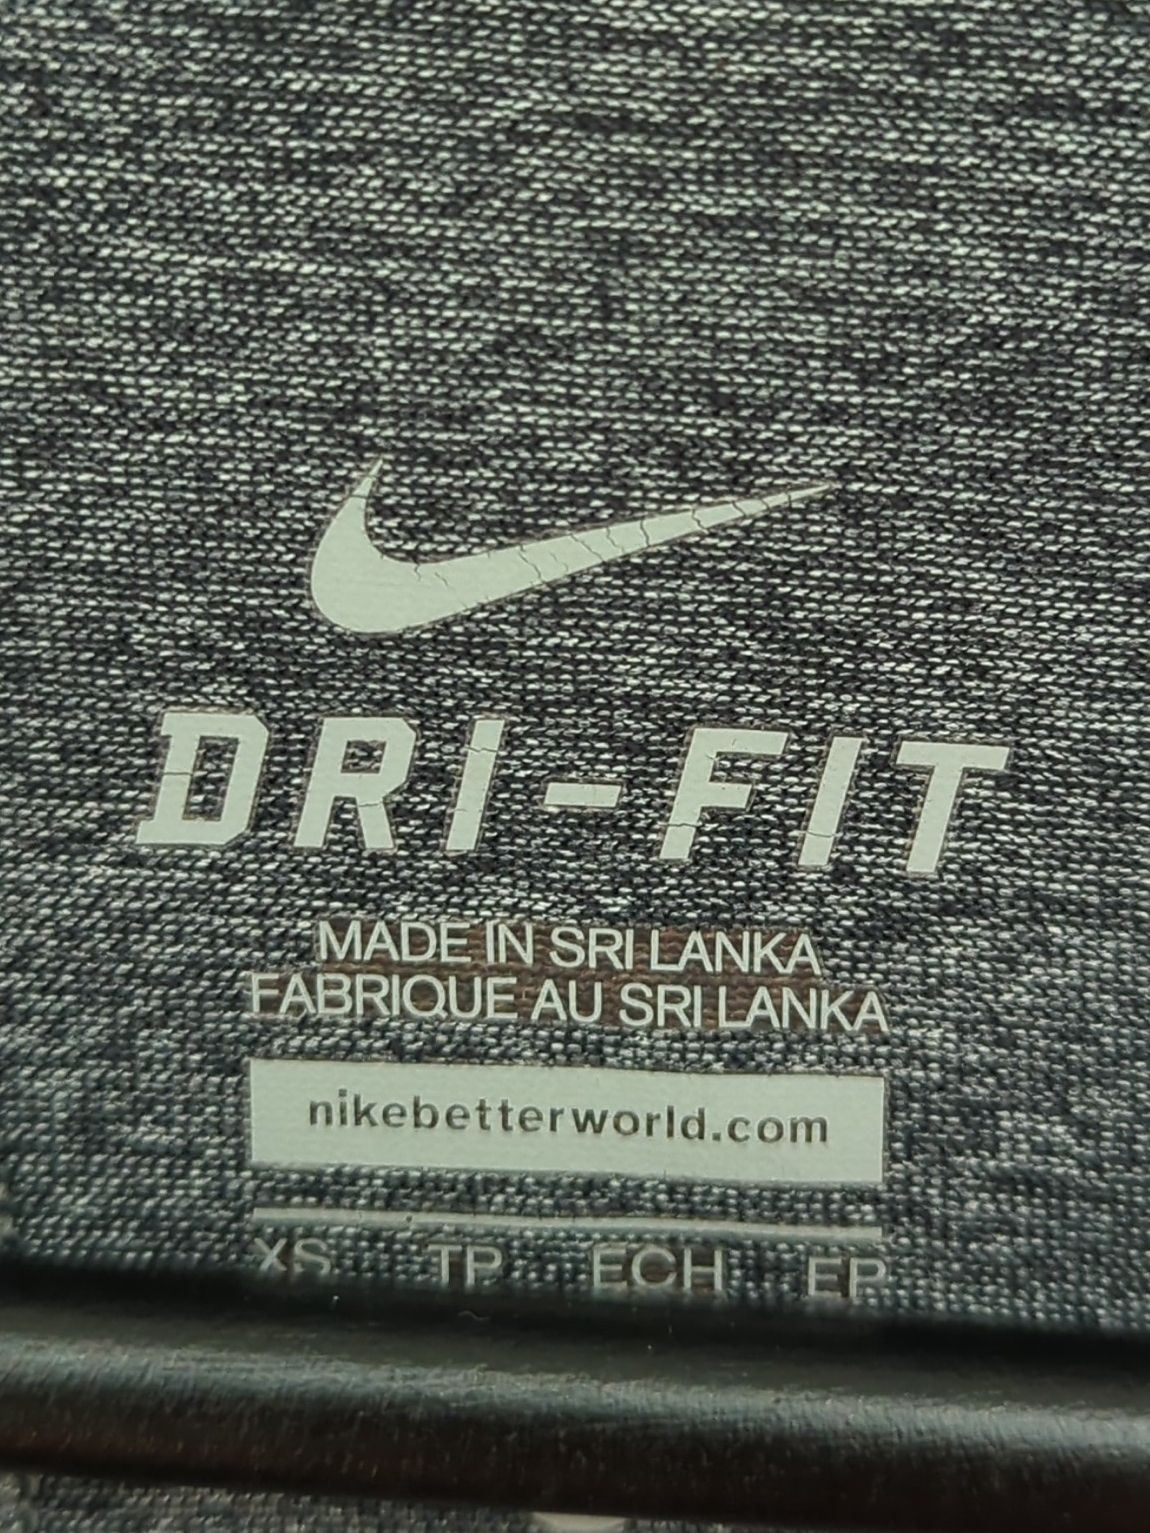 DRI-FIT
MADE IN SRI LANKA
FABRIQUE AU SRI LANKA
nikebetterworld.com
XS TP ECH EP